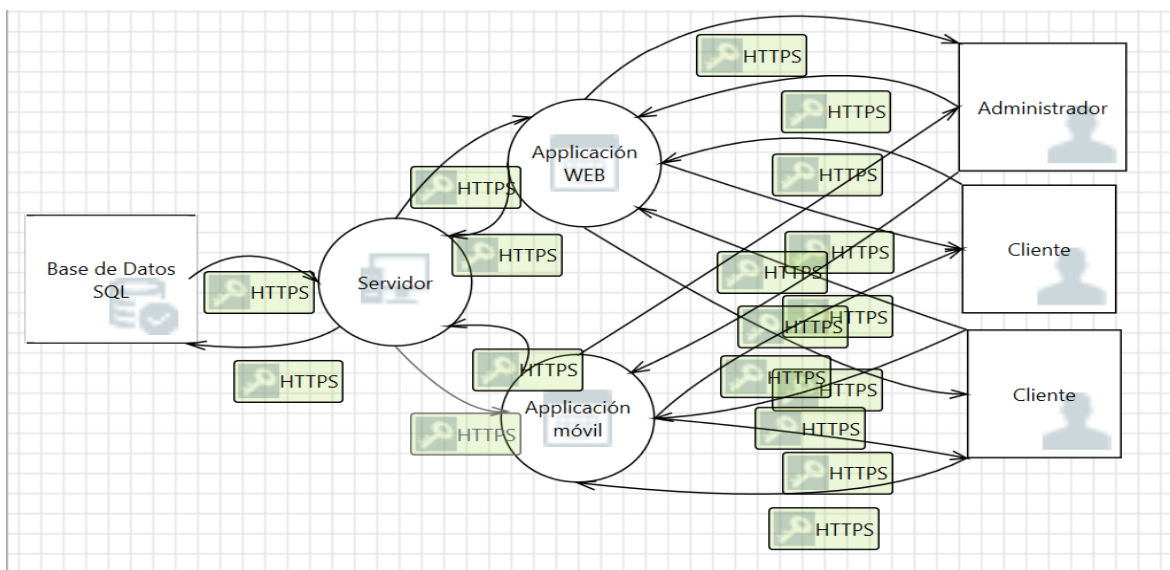 HTTPS
Administrador
HTTPS
Applicación
WEB
HTTPS
HTTPS
HTTPS
HTTPS
Cliente
Base de Datos
SQL
HTTPS
Servidor
HTTPS
HTTPS
HTTPS
HTTPS
HTTPS
HTTPS
HTTPS
HTTPS
Cliente
Applicación
móvil
HTTPS
HTTPS
HTTPS
HTTPS